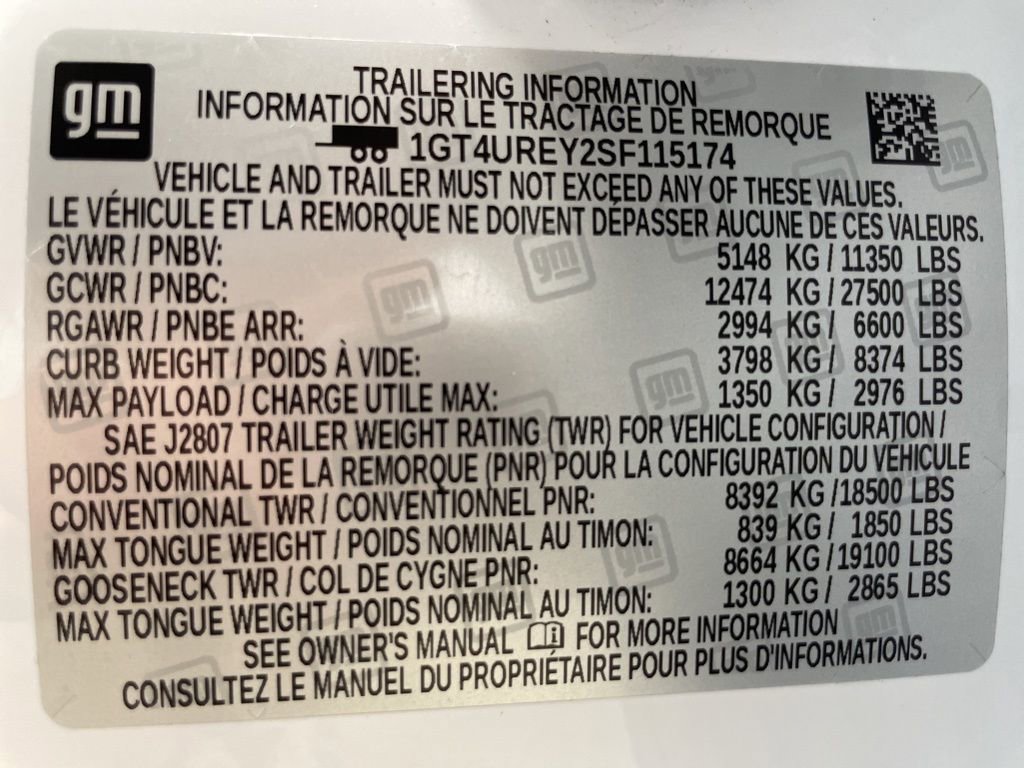 gm
TRAILERING INFORMATION
INFORMATION SUR LE TRACTAGE DE REMORQUE
1GT4UREY2SF115174
VEHICLE AND TRAILER MUST NOT EXCEED ANY OF THESE VALUES.
LE VÉHICULE ET LA REMORQUE NE DOIVENT DÉPASSER AUCUNE DE CES VALEURS.
GVWR / PNBV: 5148 KG / 11350 LBS
GCWR / PNBC: 12474 KG / 27500 LBS
RGAWR / PNBE ARR: 2994 KG / 6600 LBS
CURB WEIGHT / POIDS À VIDE: 3798 KG / 8374 LBS
MAX PAYLOAD / CHARGE UTILE MAX: 1350 KG / 2976 LBS
SAE J2807 TRAILER WEIGHT RATING (TWR) FOR VEHICLE CONFIGURATION /
POIDS NOMINAL DE LA REMORQUE (PNR) POUR LA CONFIGURATION DU VÉHICULE
CONVENTIONAL TWR / CONVENTIONNEL PNR: 8392 KG / 18500 LBS
MAX TONGUE WEIGHT / POIDS NOMINAL AU TIMON: 839 KG / 1850 LBS
GOOSENECK TWR / COL DE CYGNE PNR: 8664 KG / 19100 LBS
MAX TONGUE WEIGHT / POIDS NOMINAL AU TIMON: 1300 KG / 2865 LBS
SEE OWNER'S MANUAL FOR MORE INFORMATION
CONSULTEZ LE MANUEL DU PROPRIÉTAIRE POUR PLUS D'INFORMATIONS.